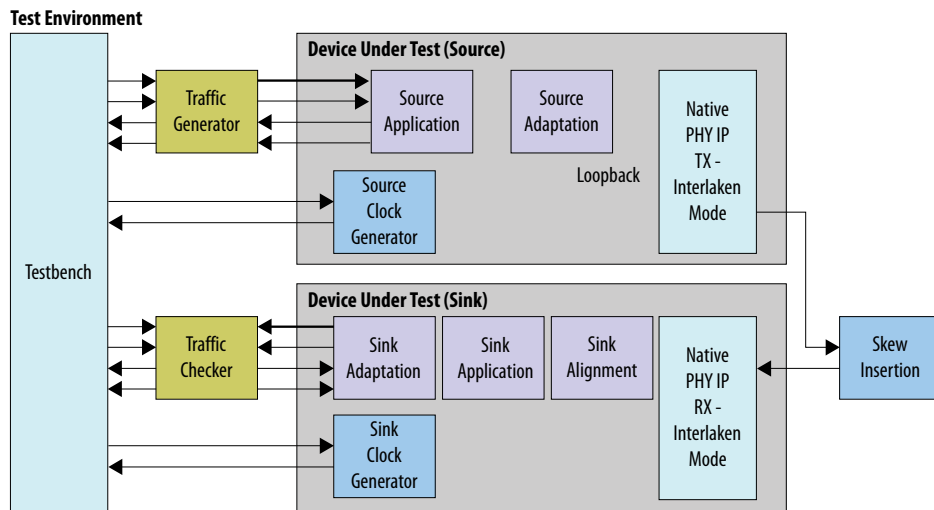 Test Environment
Device Under Test (Source)
Traffic
Generator
Source
Application
Source
Adaptation
Native
PHY IP
TX -
Interlaken
Mode
Loopback
Source
Clock
Generator
Testbench
Device Under Test (Sink)
Traffic
Checker
Sink
Adaptation
Sink
Application
Sink
Alignment
Native
PHY IP
RX -
Interlaken
Mode
Skew
Insertion
Sink
Clock
Generator